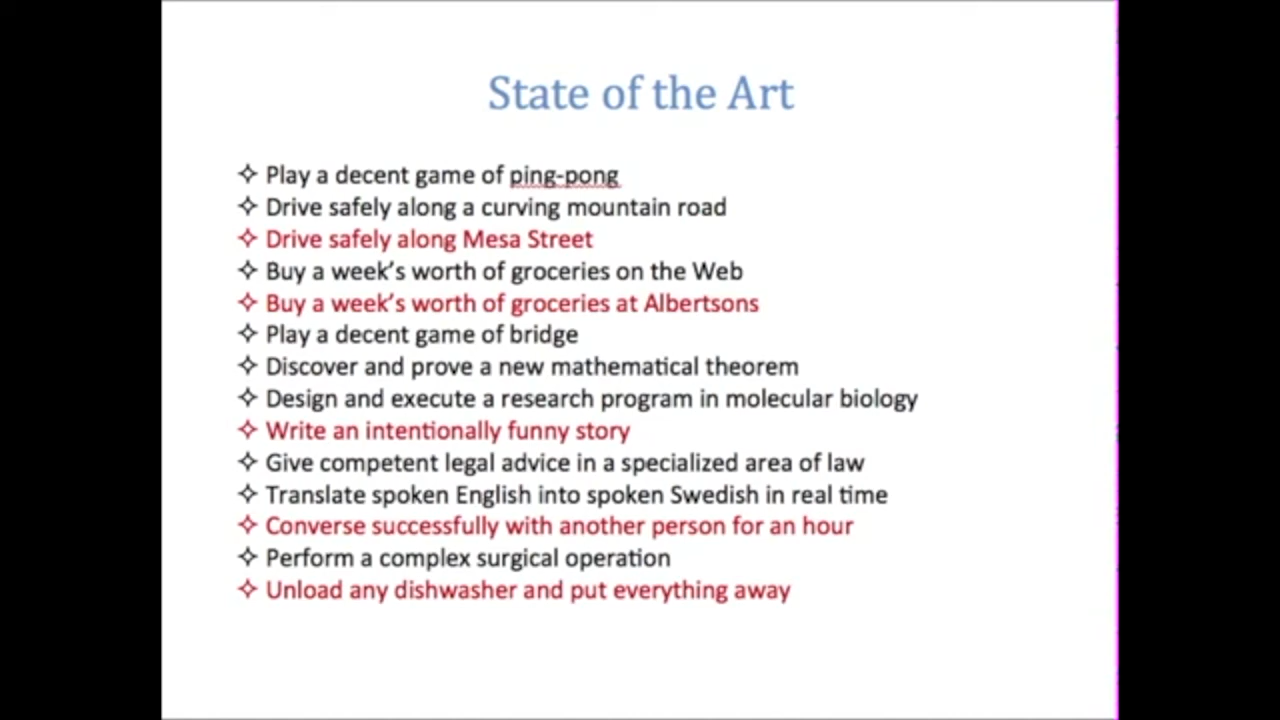 State of the Art
✧ Play a decent game of ping-pong
✧ Drive safely along a curving mountain road
✧ Drive safely along Mesa Street
✧ Buy a week’s worth of groceries on the Web
✧ Buy a week’s worth of groceries at Albertsons
✧ Play a decent game of bridge
✧ Discover and prove a new mathematical theorem
✧ Design and execute a research program in molecular biology
✧ Write an intentionally funny story
✧ Give competent legal advice in a specialized area of law
✧ Translate spoken English into spoken Swedish in real time
✧ Converse successfully with another person for an hour
✧ Perform a complex surgical operation
✧ Unload any dishwasher and put everything away